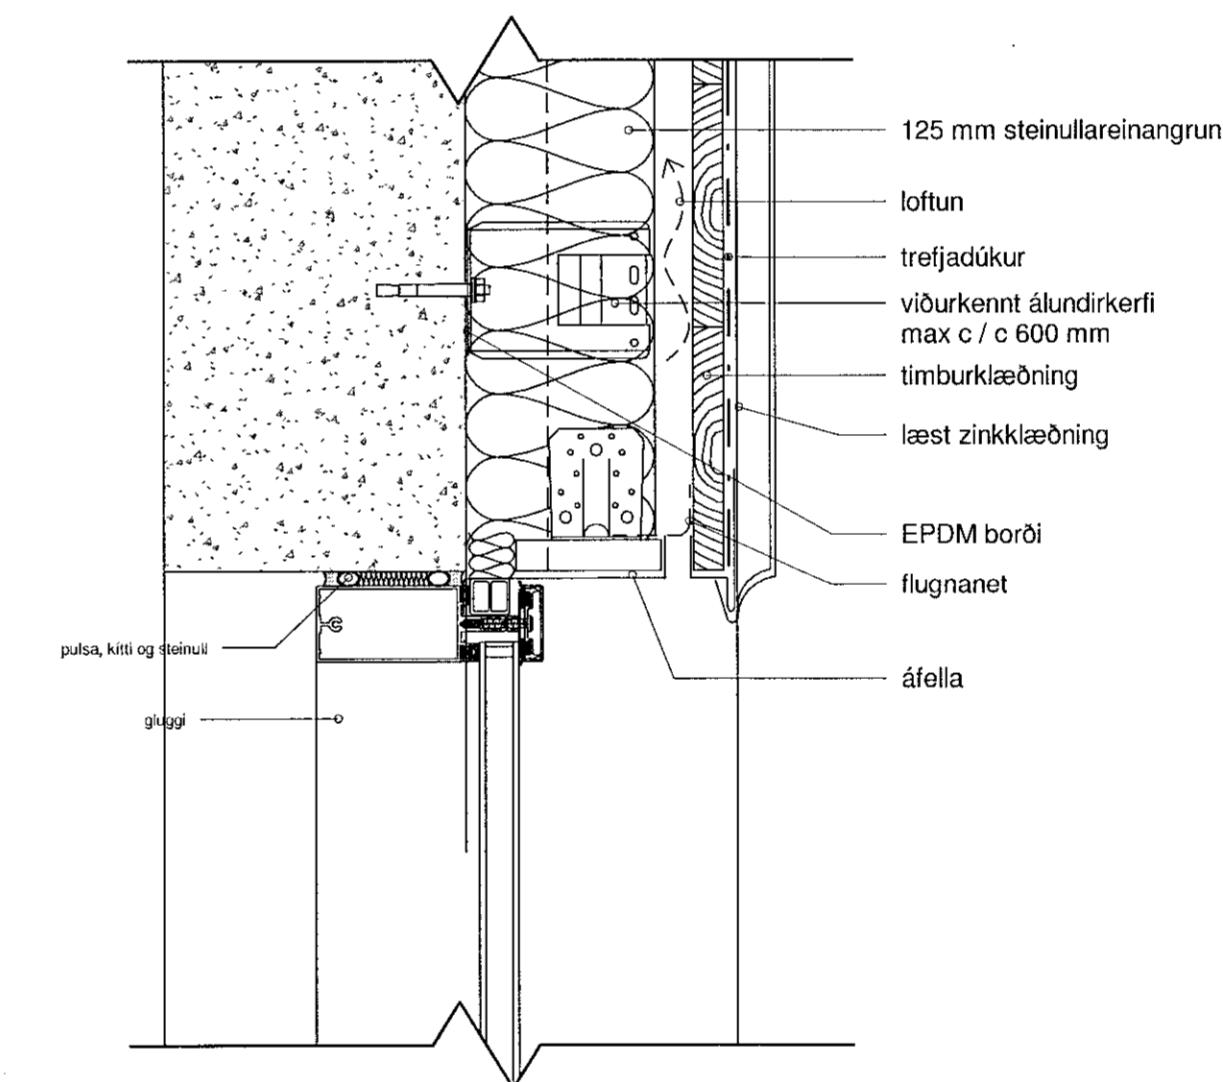 125 mm steinullareinangrun
loftun
trefjadúkur
viðurkennt álundirkerfi
max c / c 600 mm
timburklæðning
læst zinkklæðning
EPDM borði
flugnanet
pulsa, kítti og steinull
áfella
gluggi